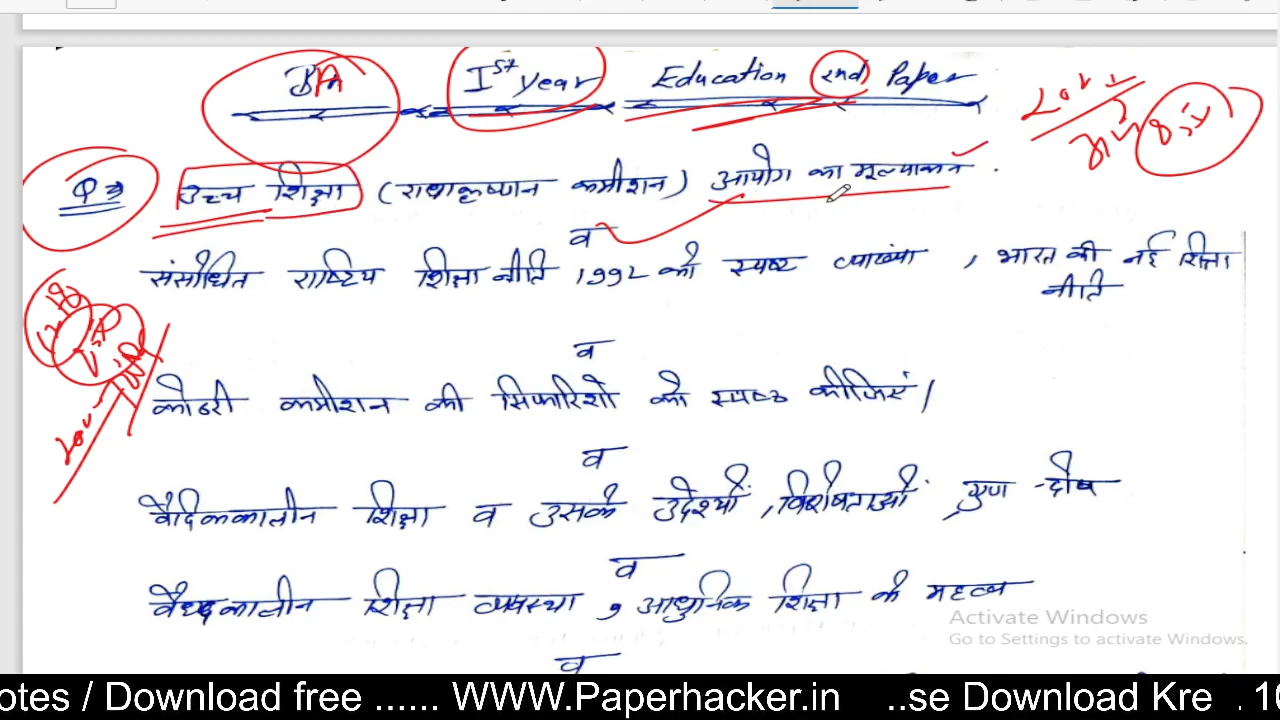 BA Ist year Education 2nd Paper
Q ⇒ उच्च शिक्षा (राधाकृष्णन कमीशन) आयोग का मूल्यांकन .
व
संसोधित राष्ट्रिय शिक्षा नीति 1992 की स्पष्ट व्याख्या , भारत की नई शिक्षा
नीति
व
कोठारी कमीशन की सिफारिशो को स्पष्ठ कीजिएं।
व
वैदिककालीन शिक्षा व उसके उद्देश्यों , विशेषताओं , गुण - दोष
व
वैध्दकालीन शिक्षा व्यवस्था , आधुनिक शिक्षा के महत्व
व
V.V.P
Activate Windows
Go to Settings to activate Windows.
otes / Download free ...... WWW.Paperhacker.in ..se Download Kre . 10